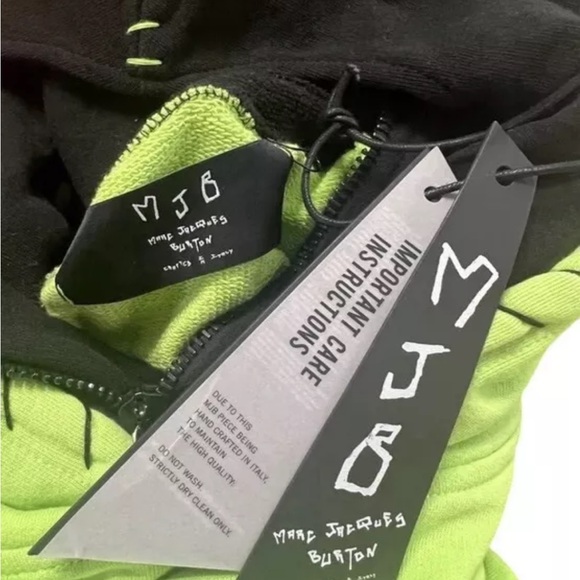 MJB
MARC JACQUES
BURTON
IMPORTANT CARE
INSTRUCTIONS
DUE TO THIS
MJB PIECE BEING
HAND CRAFTED IN ITALY,
TO MAINTAIN
THE HIGH QUALITY:
DO NOT WASH.
STRICTLY DRY CLEAN ONLY.
MJB
MARC JACQUES
BURTON